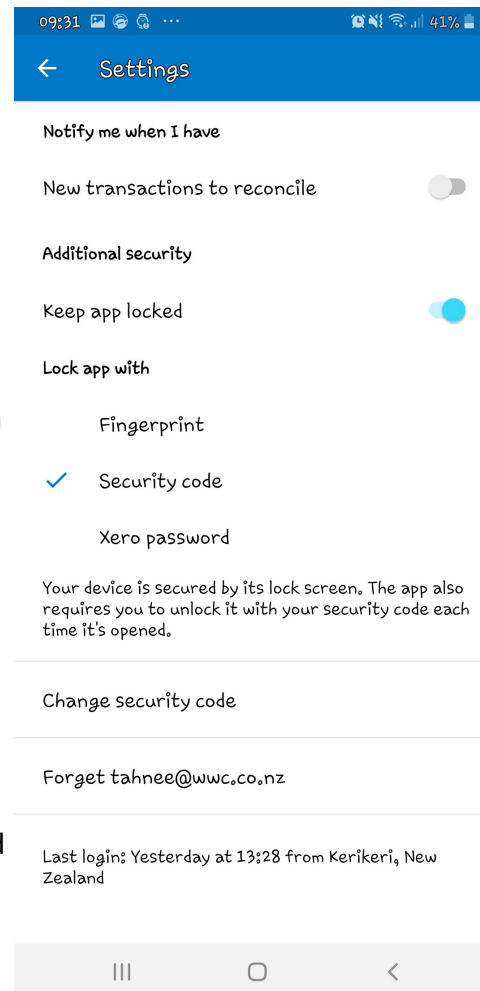 09:31 41%
Settings
Notify me when I have
New transactions to reconcile
Additional security
Keep app locked
Lock app with
Fingerprint
Security code
Xero password
Your device is secured by its lock screen. The app also
requires you to unlock it with your security code each
time it's opened.
Change security code
Forget tahnee@wwc.co.nz
Last login: Yesterday at 13:28 from Kerikeri, New
Zealand